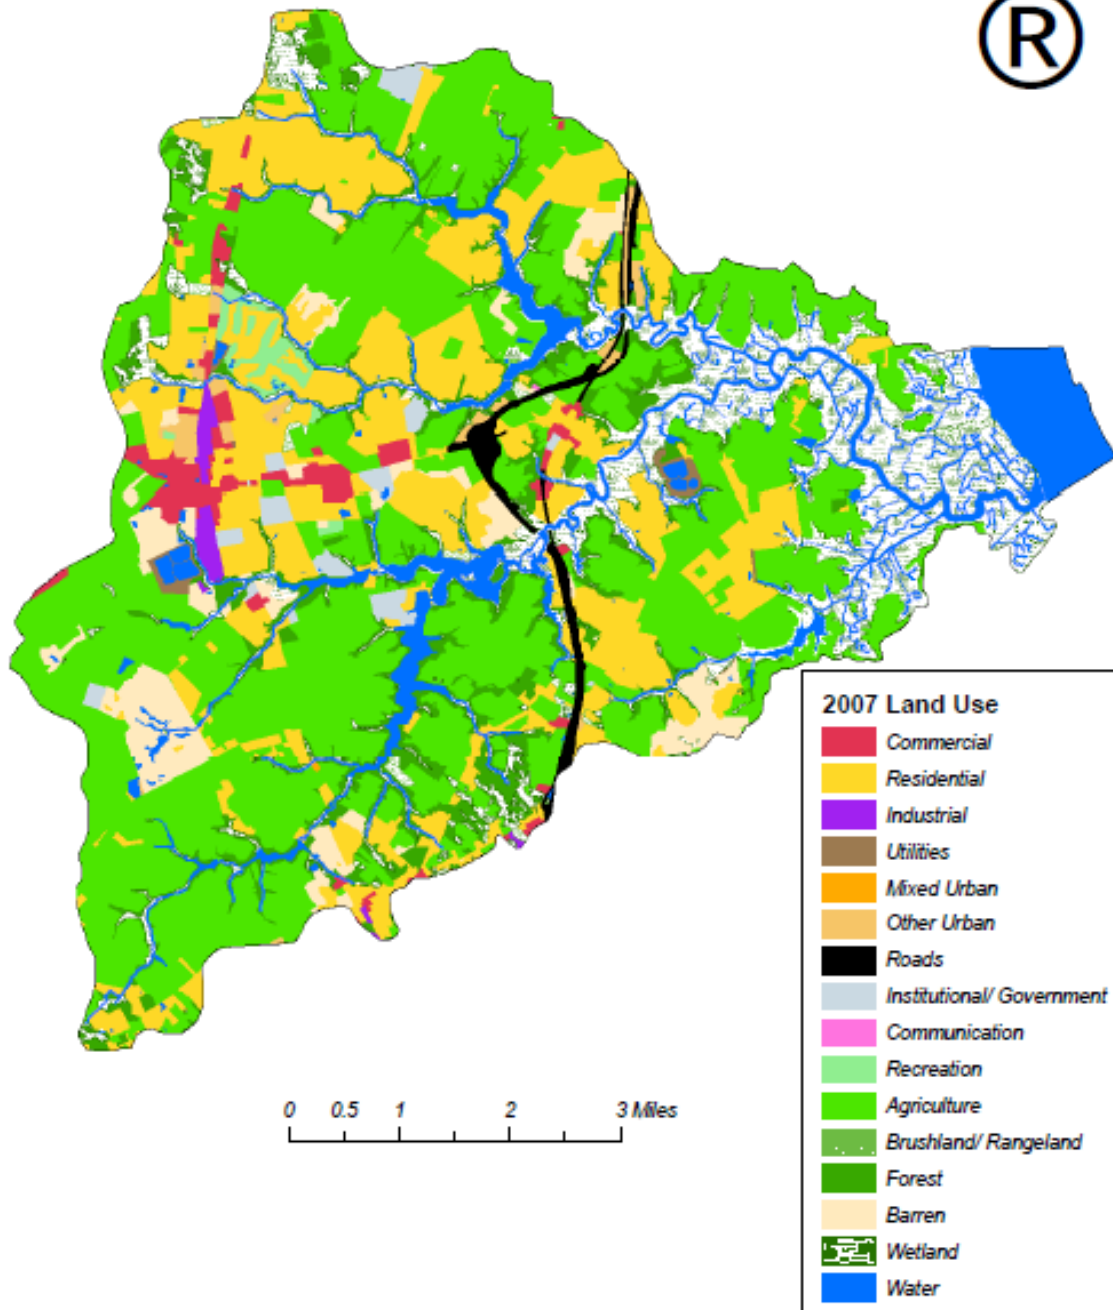 ®
2007 Land Use
Commercial
Residential
Industrial
Utilities
Mixed Urban
Other Urban
Roads
Institutional/ Government
Communication
Recreation
Agriculture
Brushland/ Rangeland
Forest
Barren
Wetland
Water
0 0.5 1 2 3 Miles